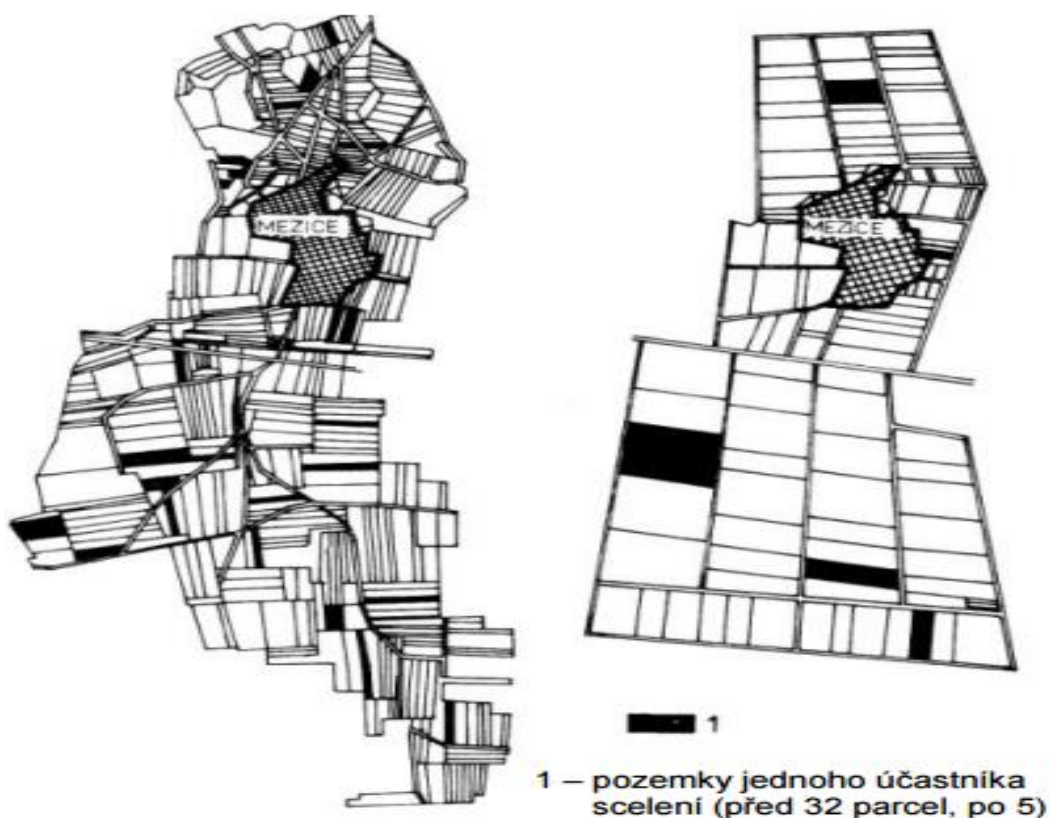 MEZICE
MEZICE
1
1 – pozemky jednoho účastníka
scelení (před 32 parcel, po 5)